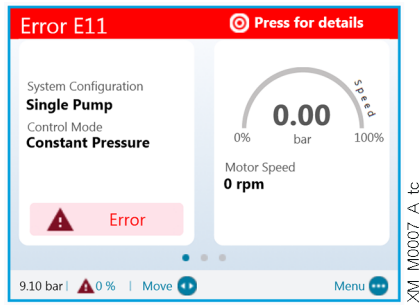 Error E11
Press for details
System Configuration
Single Pump
Control Mode
Constant Pressure
Error
Speed
0.00
0%
bar
100%
Motor Speed
0 rpm
9.10 bar | 0 % | Move
Menu
XM_M0007_A_tc